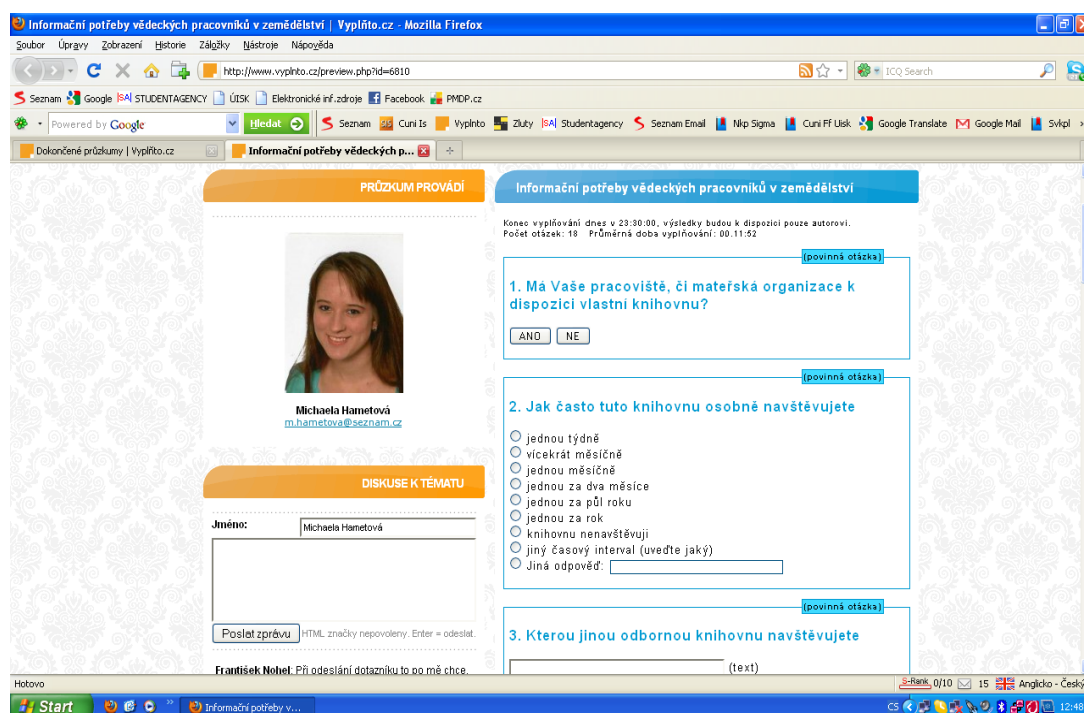 Informační potřeby vědeckých pracovníků v zemědělství | Vyplňto.cz - Mozilla Firefox
Soubor Úpravy Zobrazení Historie Záložky Nástroje Nápověda
http://www.vyplnto.cz/preview.php?id=6810
ICQ Search
Seznam Google STUDENTAGENCY ÚISK Elektronické inf.zdroje Facebook PMDP.cz
Powered by Google Hledat Seznam Cuni Is Vyplnto Zluty Studentagency Seznam Email Nkp Sigma Cuni Ff Uisk Google Translate Google Mail Svkpl »
Dokončené průzkumy | Vyplňto.cz
Informační potřeby vědeckých p...
PRŮZKUM PROVÁDÍ
Michaela Hametová
m.hametova@seznam.cz
DISKUSE K TÉMATU
Jméno: Michaela Hametová
Poslat zprávu HTML značky nepovoleny. Enter = odeslat.
František Nohel: Při odeslání dotazníku to po mě chce,
Informační potřeby vědeckých pracovníků v zemědělství
Konec vyplňování dnes v 23:30:00, výsledky budou k dispozici pouze autorovi.
Počet otázek: 18 Průměrná doba vyplňování: 00.11:52
(povinná otázka)
1. Má Vaše pracoviště, či mateřská organizace k
dispozici vlastní knihovnu?
ANO NE
(povinná otázka)
2. Jak často tuto knihovnu osobně navštěvujete
jednou týdně
vícekrát měsíčně
jednou měsíčně
jednou za dva měsíce
jednou za půl roku
jednou za rok
knihovnu nenavštěvuji
jiný časový interval (uveďte jaký)
Jiná odpověď:
(povinná otázka)
3. Kterou jinou odbornou knihovnu navštěvujete
(text)
Hotovo
S-Rank 0/10 15 Anglicko - Český
Start
Informační potřeby v...
CS 12:48